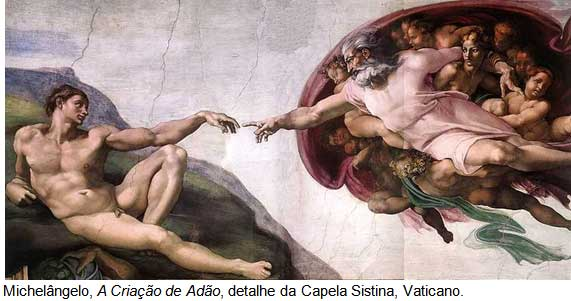 Michelângelo, A Criação de Adão, detalhe da Capela Sistina, Vaticano.